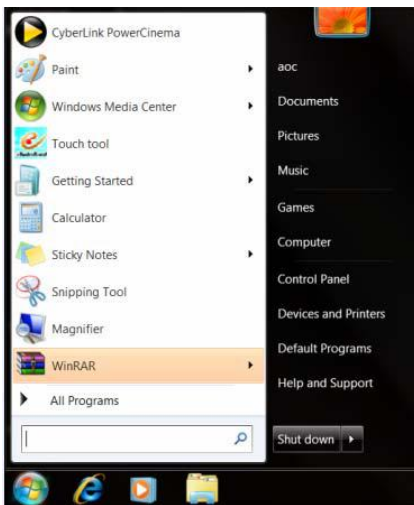 CyberLink PowerCinema
Paint
Windows Media Center
Touch tool
Getting Started
Calculator
Sticky Notes
Snipping Tool
Magnifier
WinRAR
All Programs
aoc
Documents
Pictures
Music
Games
Computer
Control Panel
Devices and Printers
Default Programs
Help and Support
Shut down